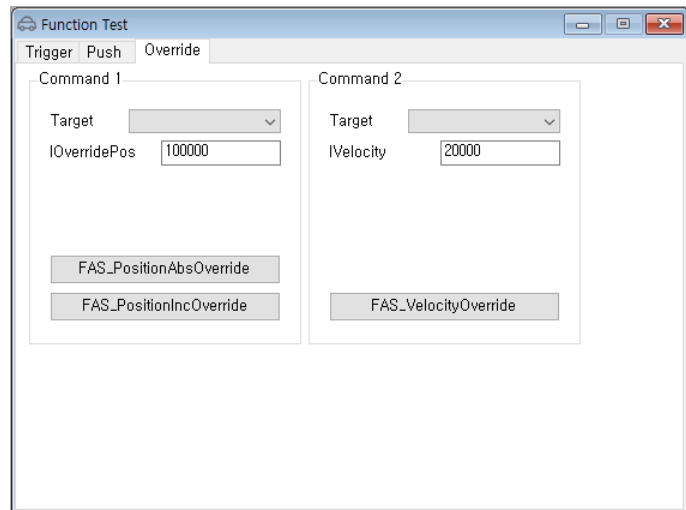 Function Test
Trigger Push Override
Command 1
Target
lOverridePos 100000
FAS_PositionAbsOverride
FAS_PositionIncOverride
Command 2
Target
lVelocity 20000
FAS_VelocityOverride